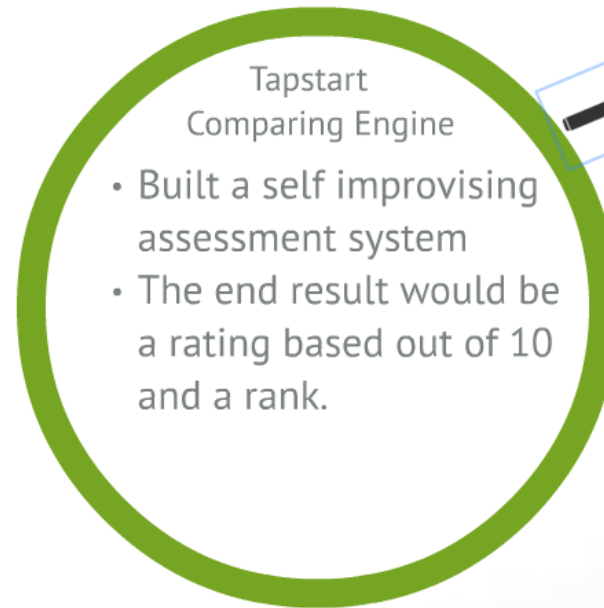 Tapstart
Comparing Engine
• Built a self improvising
assessment system
• The end result would be
a rating based out of 10
and a rank.